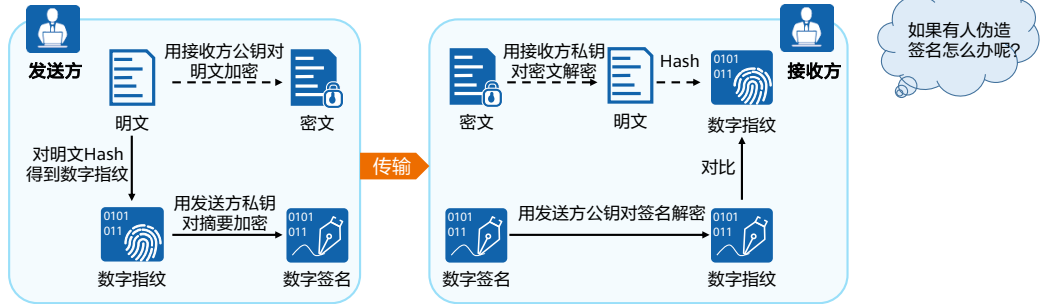 发送方
用接收方公钥对
明文加密
明文
密文
对明文Hash
得到数字指纹
用发送方私钥
对摘要加密
0101
011
数字指纹
0101
011
数字签名
传输
接收方
用接收方私钥
对密文解密
Hash
0101
011
密文
明文
数字指纹
对比
用发送方公钥对签名解密
0101
011
数字签名
0101
011
数字指纹
如果有人伪造
签名怎么办呢?